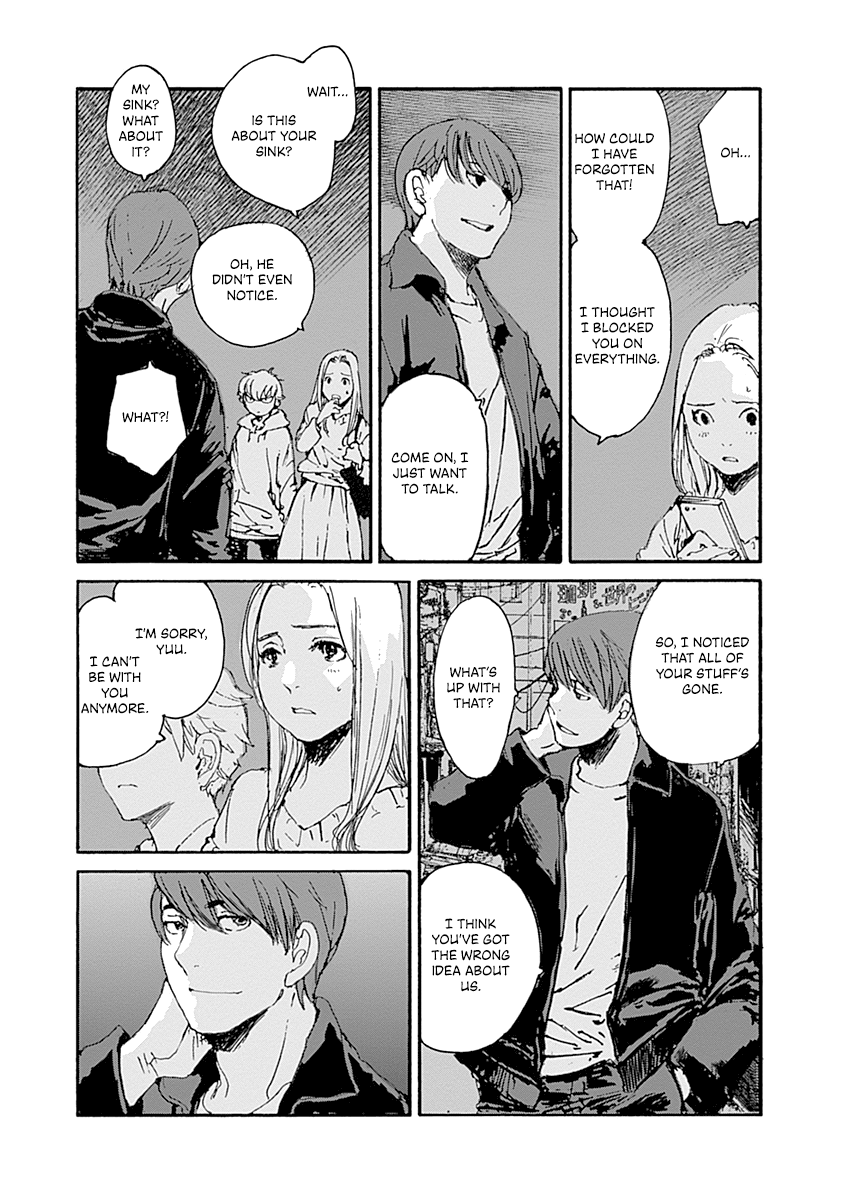 OH...
HOW COULD
I HAVE
FORGOTTEN
THAT!
I THOUGHT
I BLOCKED
YOU ON
EVERYTHING.
COME ON, I
JUST WANT
TO TALK.
WAIT...
IS THIS
ABOUT YOUR
SINK?
MY
SINK?
WHAT
ABOUT
IT?
OH, HE
DIDN'T EVEN
NOTICE.
WHAT?!
SO, I NOTICED
THAT ALL OF
YOUR STUFF'S
GONE.
WHAT'S
UP WITH
THAT?
I THINK
YOU'VE GOT
THE WRONG
IDEA ABOUT
US.
I'M SORRY,
YUU.
I CAN'T
BE WITH
YOU
ANYMORE.